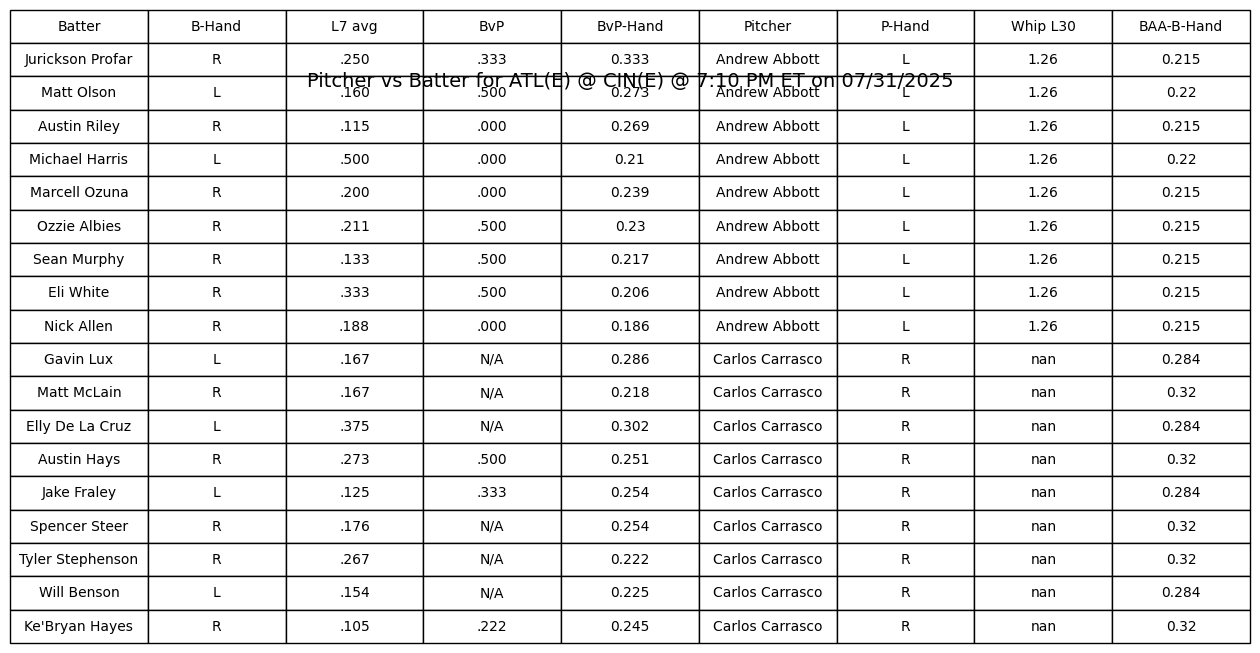 Batter B-Hand L7 avg BvP BvP-Hand Pitcher P-Hand Whip L30 BAA-B-Hand
Jurickson Profar R .250 .333 0.333 Andrew Abbott L 1.26 0.215
Pitcher vs Batter for ATL(E) @ CIN(E) @ 7:10 PM ET on 07/31/2025
Matt Olson L .160 .500 0.273 Andrew Abbott L 1.26 0.22
Austin Riley R .115 .000 0.269 Andrew Abbott L 1.26 0.215
Michael Harris L .500 .000 0.21 Andrew Abbott L 1.26 0.22
Marcell Ozuna R .200 .000 0.239 Andrew Abbott L 1.26 0.215
Ozzie Albies R .211 .500 0.23 Andrew Abbott L 1.26 0.215
Sean Murphy R .133 .500 0.217 Andrew Abbott L 1.26 0.215
Eli White R .333 .500 0.206 Andrew Abbott L 1.26 0.215
Nick Allen R .188 .000 0.186 Andrew Abbott L 1.26 0.215
Gavin Lux L .167 N/A 0.286 Carlos Carrasco R nan 0.284
Matt McLain R .167 N/A 0.218 Carlos Carrasco R nan 0.32
Elly De La Cruz L .375 N/A 0.302 Carlos Carrasco R nan 0.284
Austin Hays R .273 .500 0.251 Carlos Carrasco R nan 0.32
Jake Fraley L .125 .333 0.254 Carlos Carrasco R nan 0.284
Spencer Steer R .176 N/A 0.254 Carlos Carrasco R nan 0.32
Tyler Stephenson R .267 N/A 0.222 Carlos Carrasco R nan 0.32
Will Benson L .154 N/A 0.225 Carlos Carrasco R nan 0.284
Ke'Bryan Hayes R .105 .222 0.245 Carlos Carrasco R nan 0.32